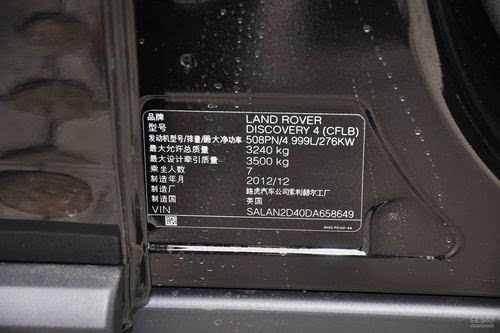 品牌 LAND ROVER
型号 DISCOVERY 4 (CFLB)
发动机型号/排量/最大净功率 508PN/4.999L/276KW
最大允许总质量 3240 kg
最大设计牵引质量 3500 kg
乘坐人数 7
制造年月 2012/12
制造厂 路虎汽车公司索利赫尔工厂
制造国 英国
VIN SALAN2D40DA658649